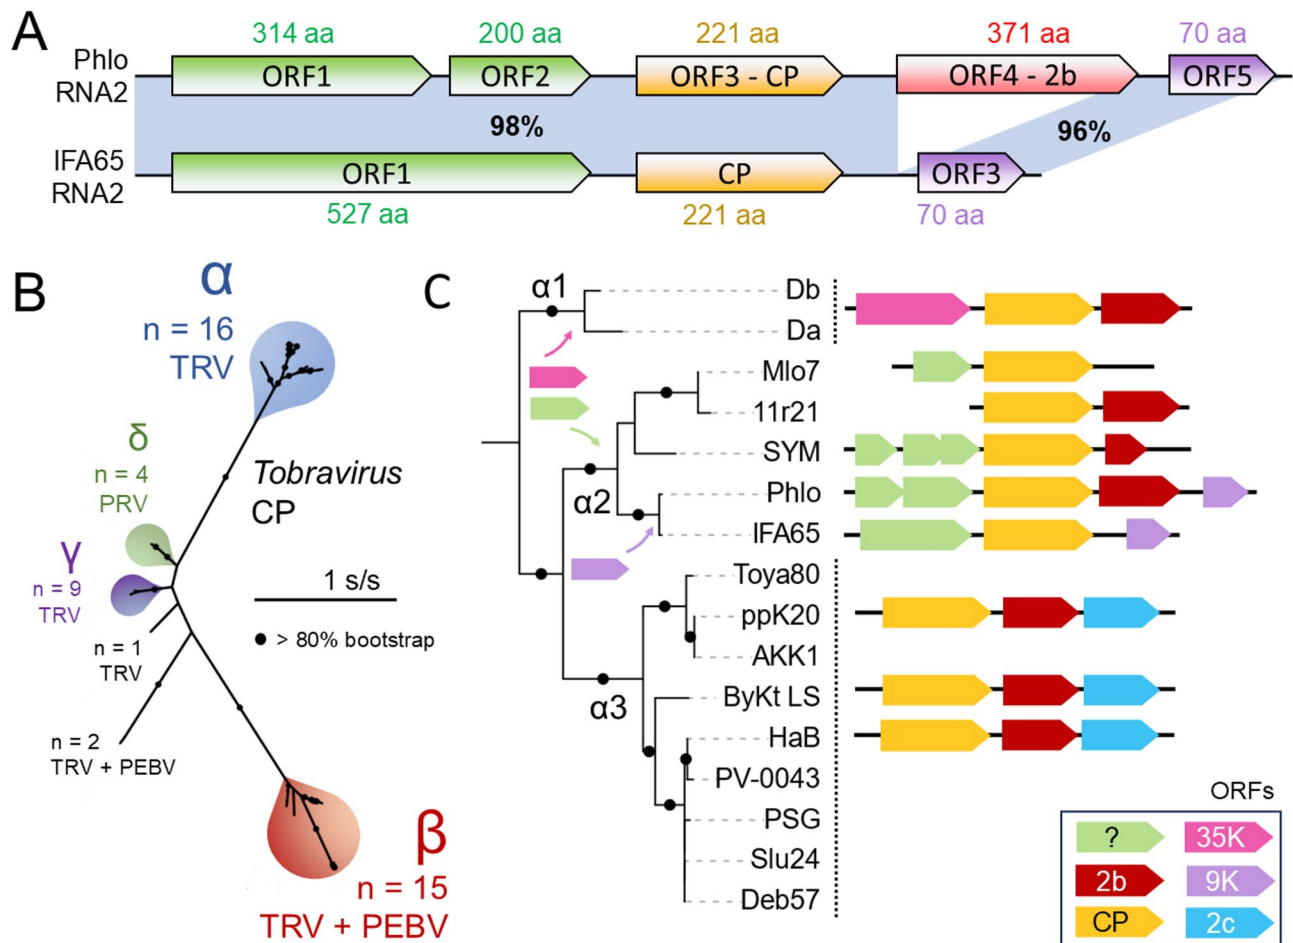 A
314 aa
200 aa
221 aa
371 aa
70 aa
Phlo
RNA2
ORF1
ORF2
ORF3 - CP
ORF4 - 2b
ORF5
98%
96%
IFA65
RNA2
ORF1
CP
ORF3
527 aa
221 aa
70 aa
B
α
n = 16
TRV
δ
n = 4
PRV
γ
n = 9
TRV
n = 1
TRV
n = 2
TRV + PEBV
Tobravirus
CP
1 s/s
> 80% bootstrap
β
n = 15
TRV + PEBV
C
α1
α2
α3
Db
Da
Mlo7
11r21
SYM
Phlo
IFA65
Toya80
ppK20
AKK1
ByKt LS
HaB
PV-0043
PSG
Slu24
Deb57
ORFs
? 35K
2b 9K
CP 2c